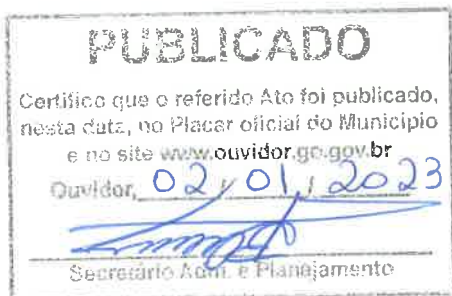 PUBLICADO
Certifico que o referido Ato foi publicado,
nesta data, no Placar oficial do Município
e no site www.ouvidor.go.gov.br
Ouvidor, 02 / 01 / 2023
Secretário Adm. e Planejamento